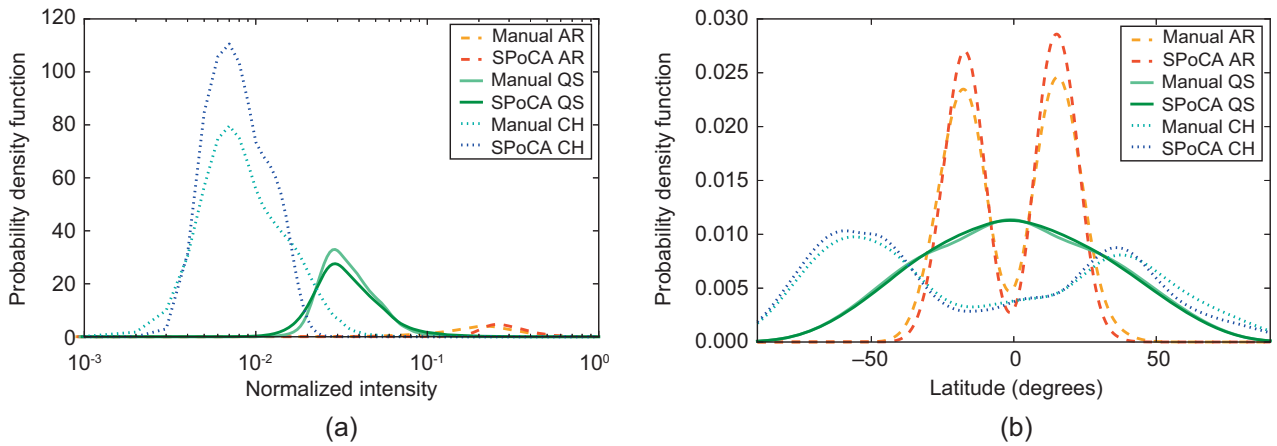 Probability density function
120
100
80
60
40
20
0
10⁻³
10⁻²
10⁻¹
10⁰
Normalized intensity
Manual AR
SPoCA AR
Manual QS
SPoCA QS
Manual CH
SPoCA CH
(a)
Probability density function
0.030
0.025
0.020
0.015
0.010
0.005
0.000
–50
0
50
Latitude (degrees)
Manual AR
SPoCA AR
Manual QS
SPoCA QS
Manual CH
SPoCA CH
(b)